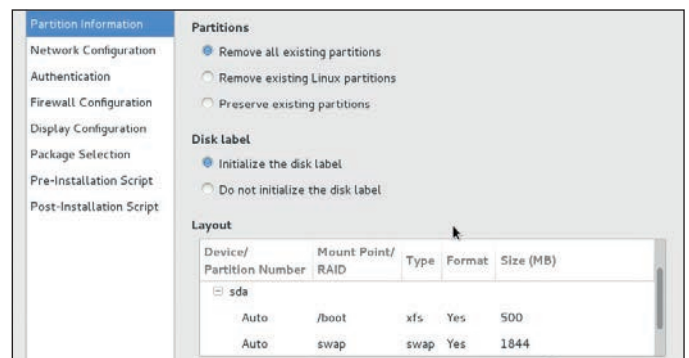 Partition Information
Network Configuration
Authentication
Firewall Configuration
Display Configuration
Package Selection
Pre-Installation Script
Post-Installation Script
Partitions
Remove all existing partitions
Remove existing Linux partitions
Preserve existing partitions
Disk label
Initialize the disk label
Do not initialize the disk label
Layout
Device/ Partition Number Mount Point/ RAID Type Format Size (MB)
sda
Auto /boot xfs Yes 500
Auto swap swap Yes 1844